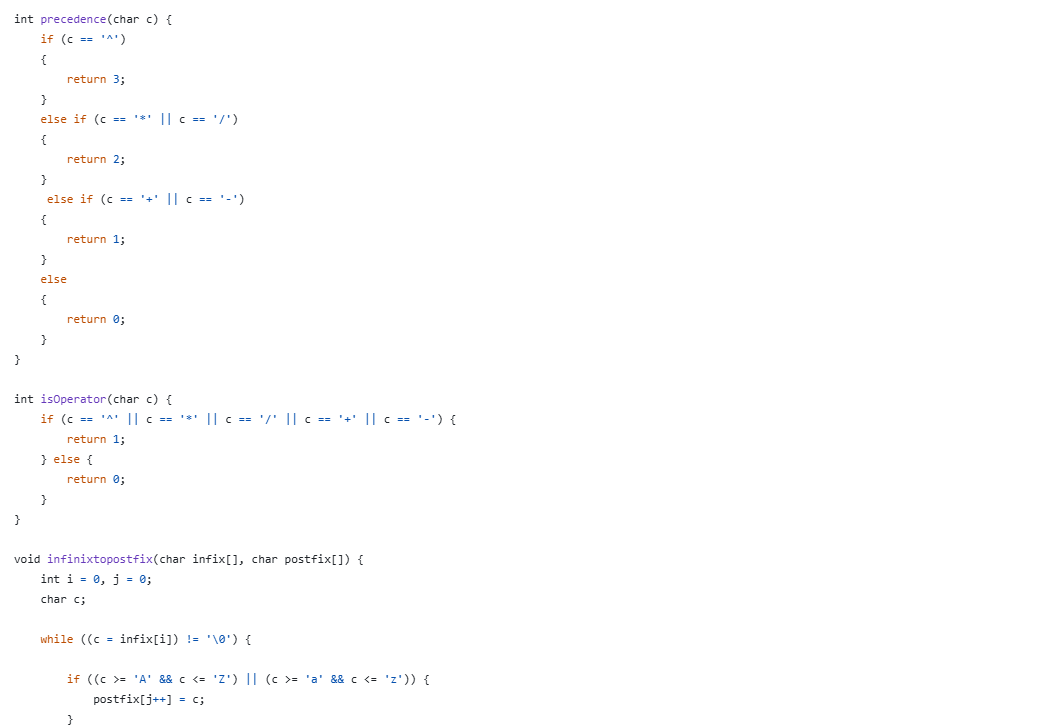 int precedence(char c) {
    if (c == '^')
    {
        return 3;
    }
    else if (c == '*' || c == '/')
    {
        return 2;
    }
     else if (c == '+' || c == '-')
    {
        return 1;
    }
    else
    {
        return 0;
    }
}

int isOperator(char c) {
    if (c == '^' || c == '*' || c == '/' || c == '+' || c == '-') {
        return 1;
    } else {
        return 0;
    }
}

void infinixtopostfix(char infix[], char postfix[]) {
    int i = 0, j = 0;
    char c;

    while ((c = infix[i]) != '\0') {

        if ((c >= 'A' && c <= 'Z') || (c >= 'a' && c <= 'z')) {
            postfix[j++] = c;
        }